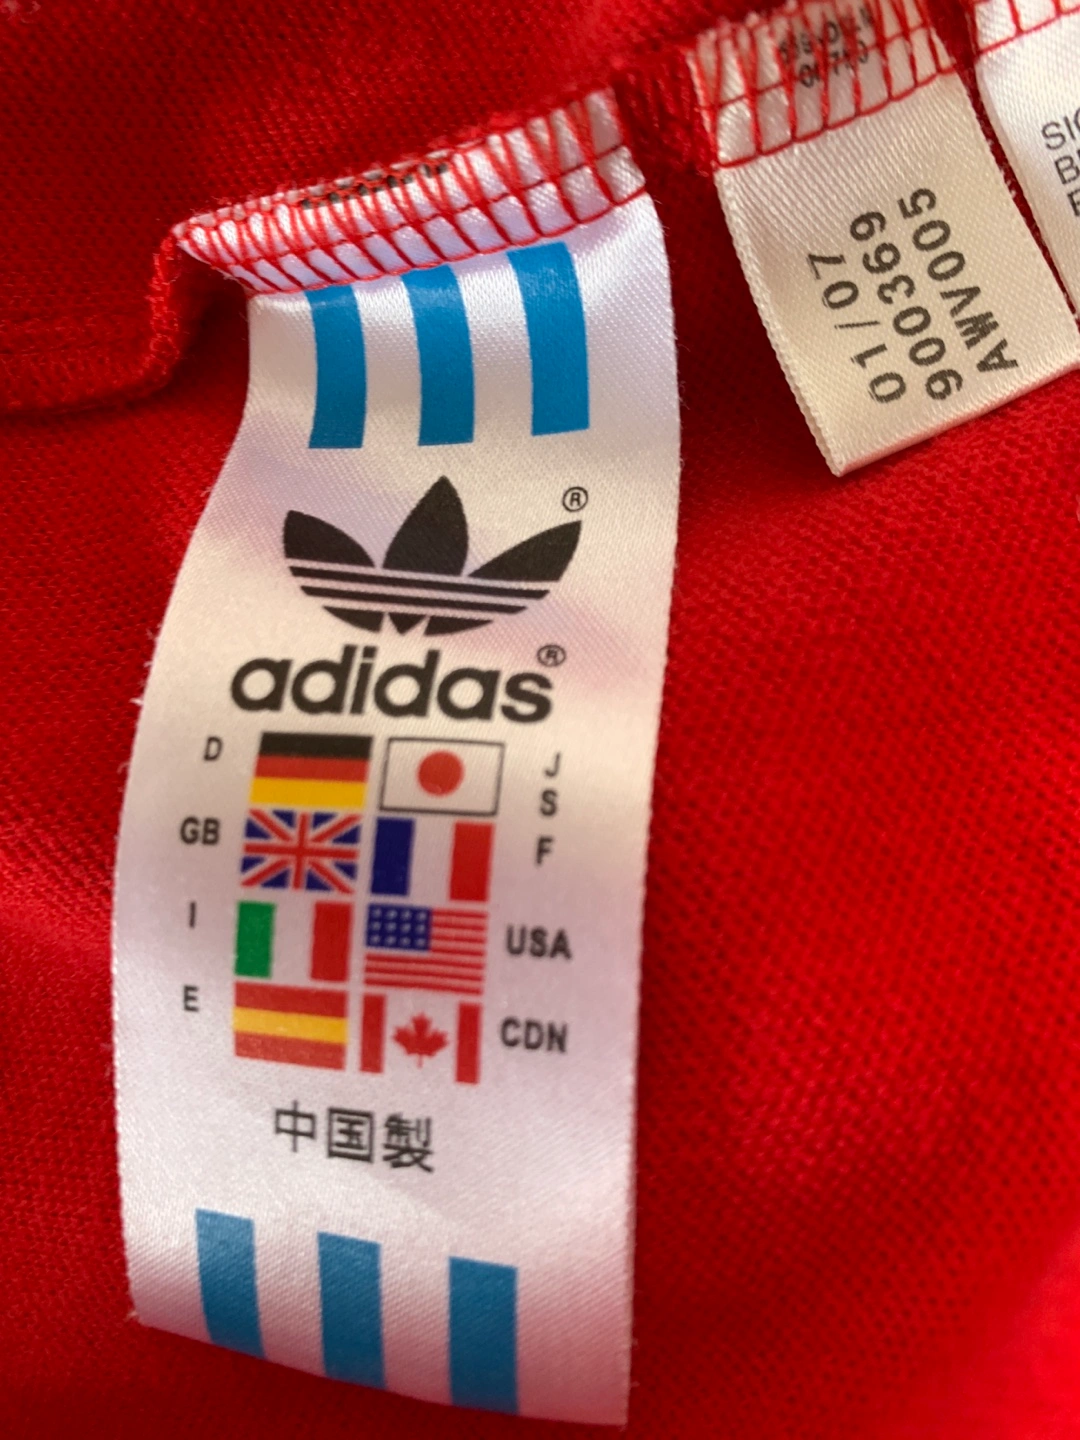 ®
adidas®
D
J
S
GB
F
I
USA
E
CDN
中国製
01/07
900369
AWV005